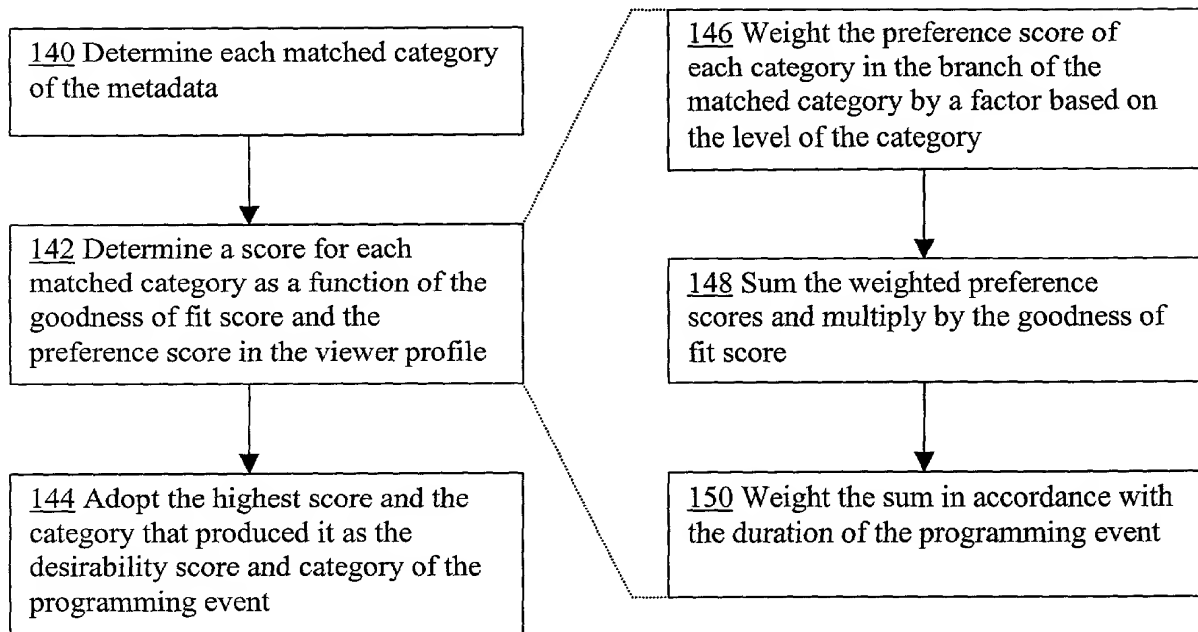 140 Determine each matched category
of the metadata
142 Determine a score for each
matched category as a function of the
goodness of fit score and the
preference score in the viewer profile
144 Adopt the highest score and the
category that produced it as the
desirability score and category of the
programming event
146 Weight the preference score of
each category in the branch of the
matched category by a factor based on
the level of the category
148 Sum the weighted preference
scores and multiply by the goodness of
fit score
150 Weight the sum in accordance with
the duration of the programming event